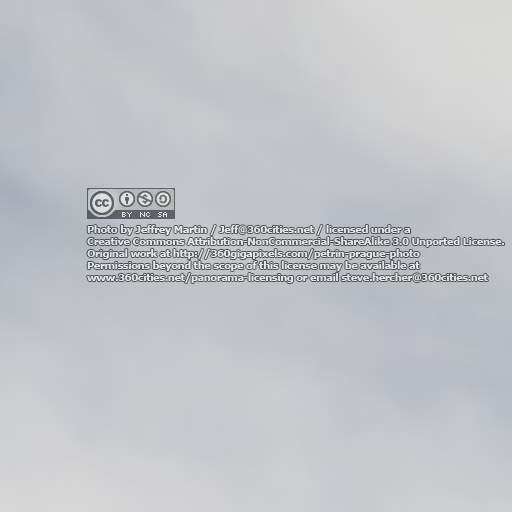 cc BY NC SA
Photo by Jeffrey Martin / Jeff@360cities.net / licensed under a
Creative Commons Attribution-NonCommercial-ShareAlike 3.0 Unported License.
Original work at http://360gigapixels.com/petrin-prague-photo
Permissions beyond the scope of this license may be available at
www.360cities.net/panorama-licensing or email steve.hercher@360cities.net